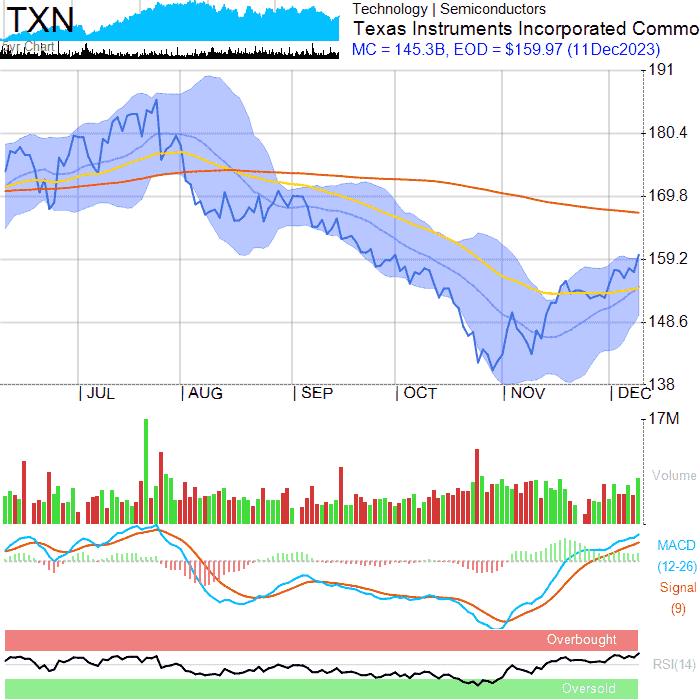 TXN
5yr Chart
Technology | Semiconductors
Texas Instruments Incorporated Commo
MC = 145.3B, EOD = $159.97 (11Dec2023)
191
180.4
169.8
159.2
148.6
138
| JUL | AUG | SEP | OCT | NOV | DEC
17M
Volume
MACD
(12-26)
Signal
(9)
Overbought
RSI(14)
Oversold